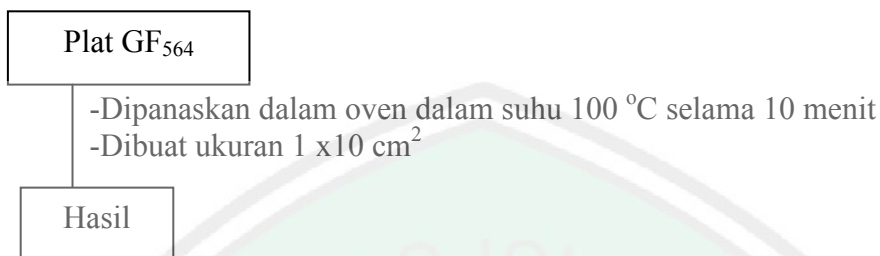 Plat GF₅₆₄
-Dipanaskan dalam oven dalam suhu 100 °C selama 10 menit
-Dibuat ukuran 1 x10 cm²
Hasil